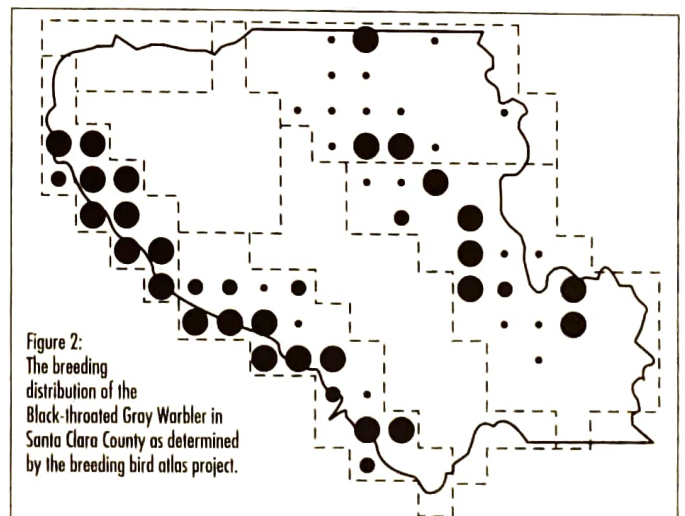 Figure 2:
The breeding
distribution of the
Black-throated Gray Warbler in
Santa Clara County as determined
by the breeding bird atlas project.